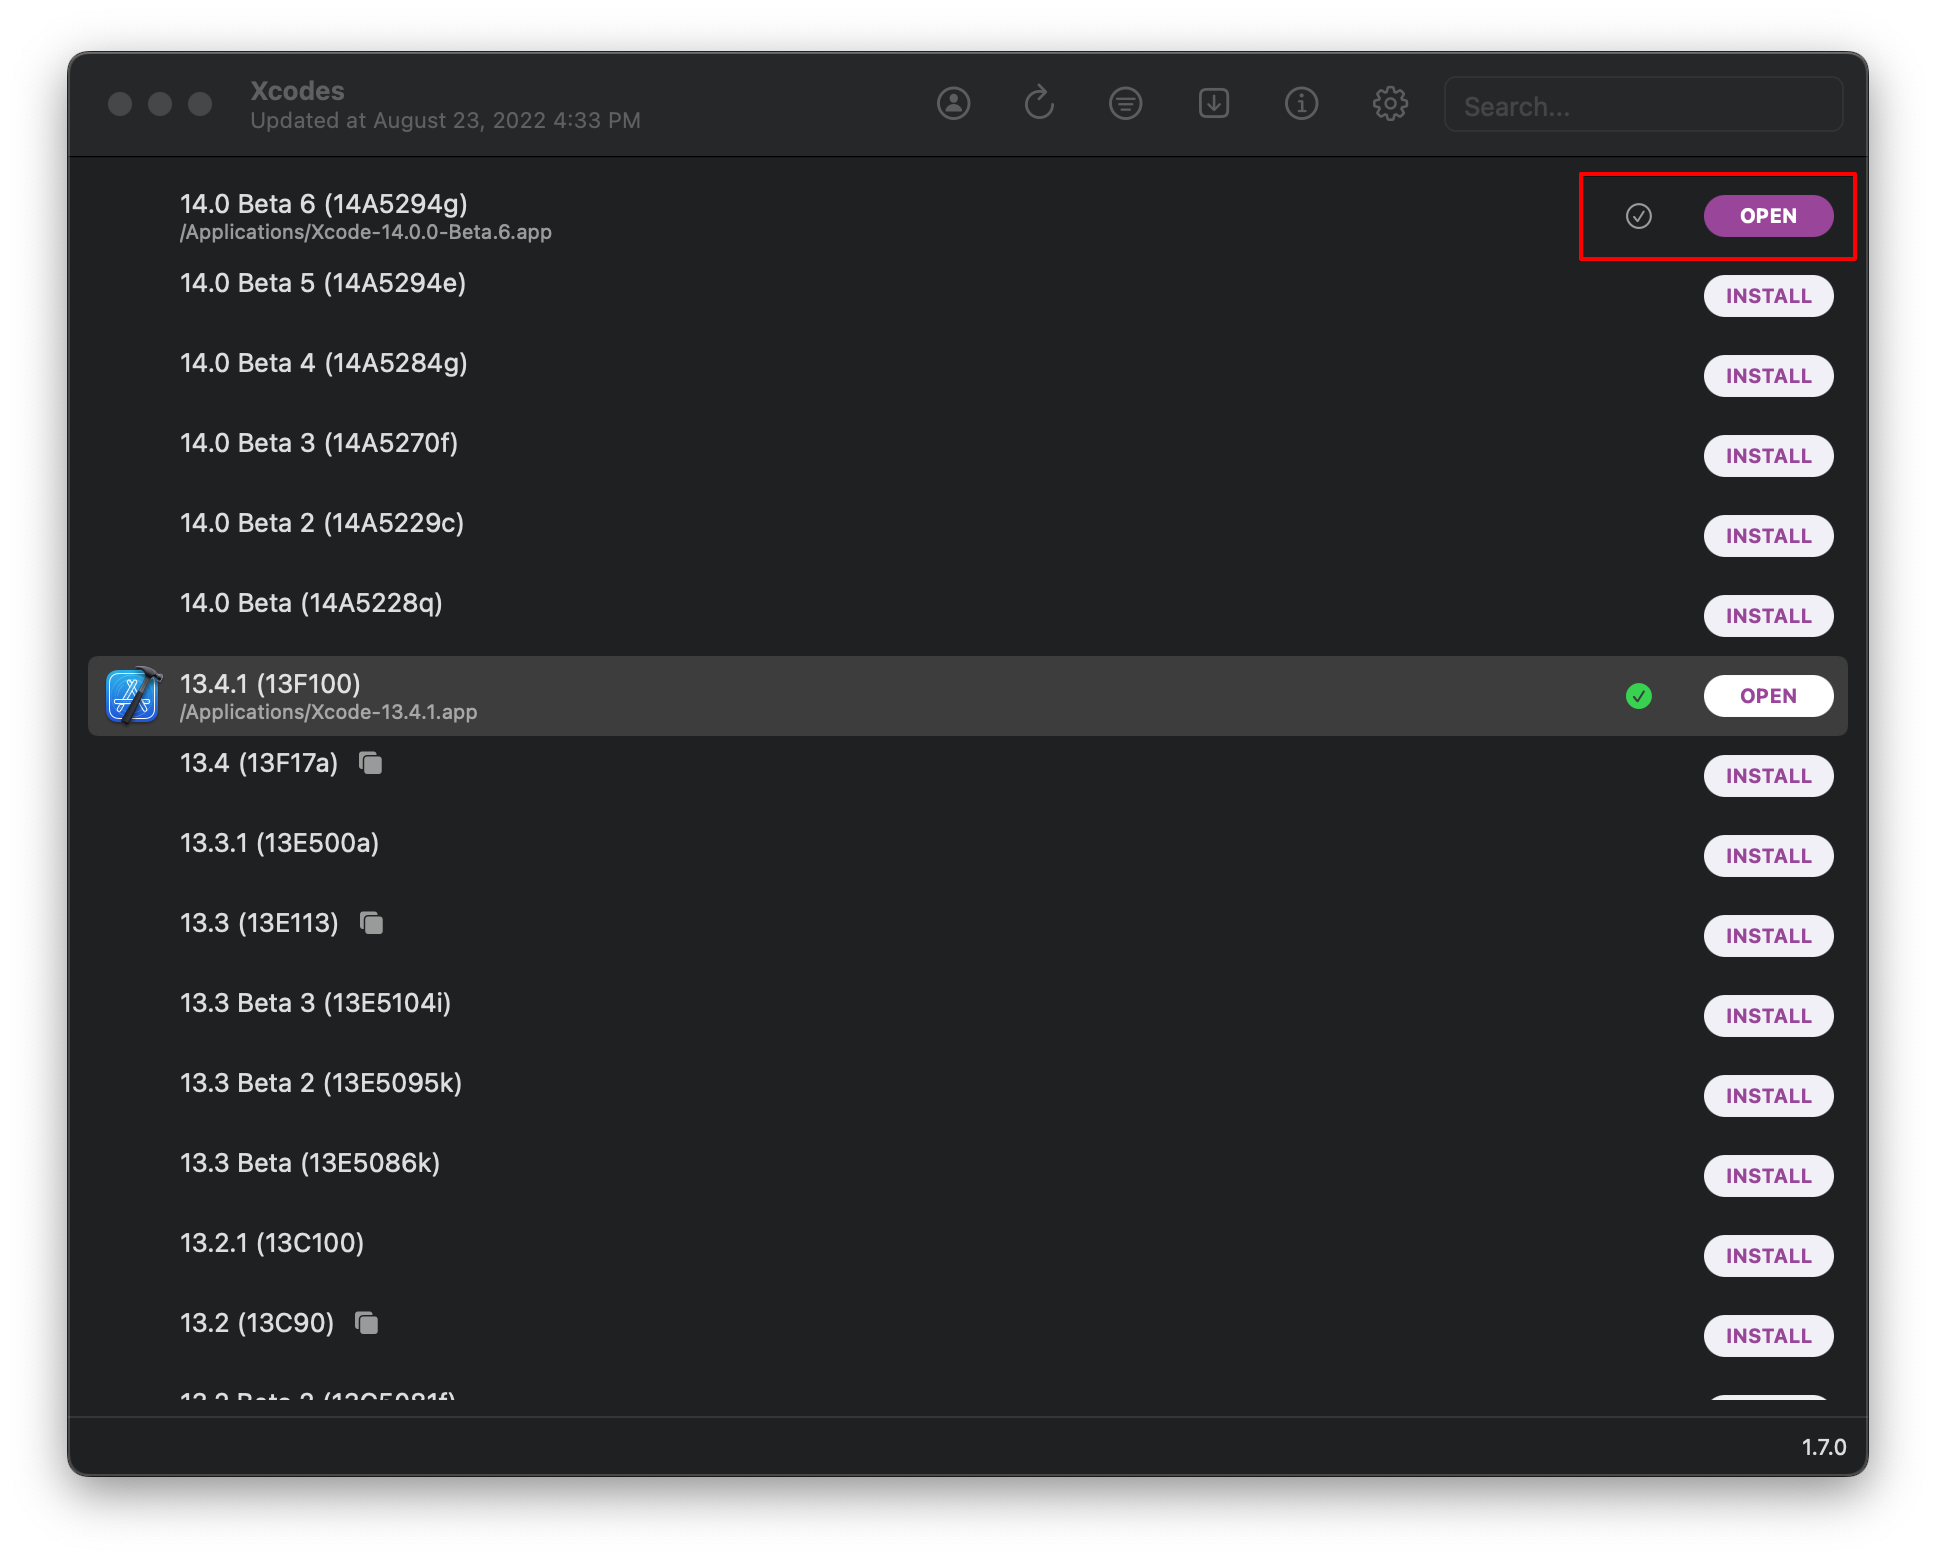 Xcodes
Updated at August 23, 2022 4:33 PM
Search...
14.0 Beta 6 (14A5294g)
/Applications/Xcode-14.0.0-Beta.6.app
OPEN
14.0 Beta 5 (14A5294e)
INSTALL
14.0 Beta 4 (14A5284g)
INSTALL
14.0 Beta 3 (14A5270f)
INSTALL
14.0 Beta 2 (14A5229c)
INSTALL
14.0 Beta (14A5228q)
INSTALL
13.4.1 (13F100)
/Applications/Xcode-13.4.1.app
OPEN
13.4 (13F17a)
INSTALL
13.3.1 (13E500a)
INSTALL
13.3 (13E113)
INSTALL
13.3 Beta 3 (13E5104i)
INSTALL
13.3 Beta 2 (13E5095k)
INSTALL
13.3 Beta (13E5086k)
INSTALL
13.2.1 (13C100)
INSTALL
13.2 (13C90)
INSTALL
1.7.0